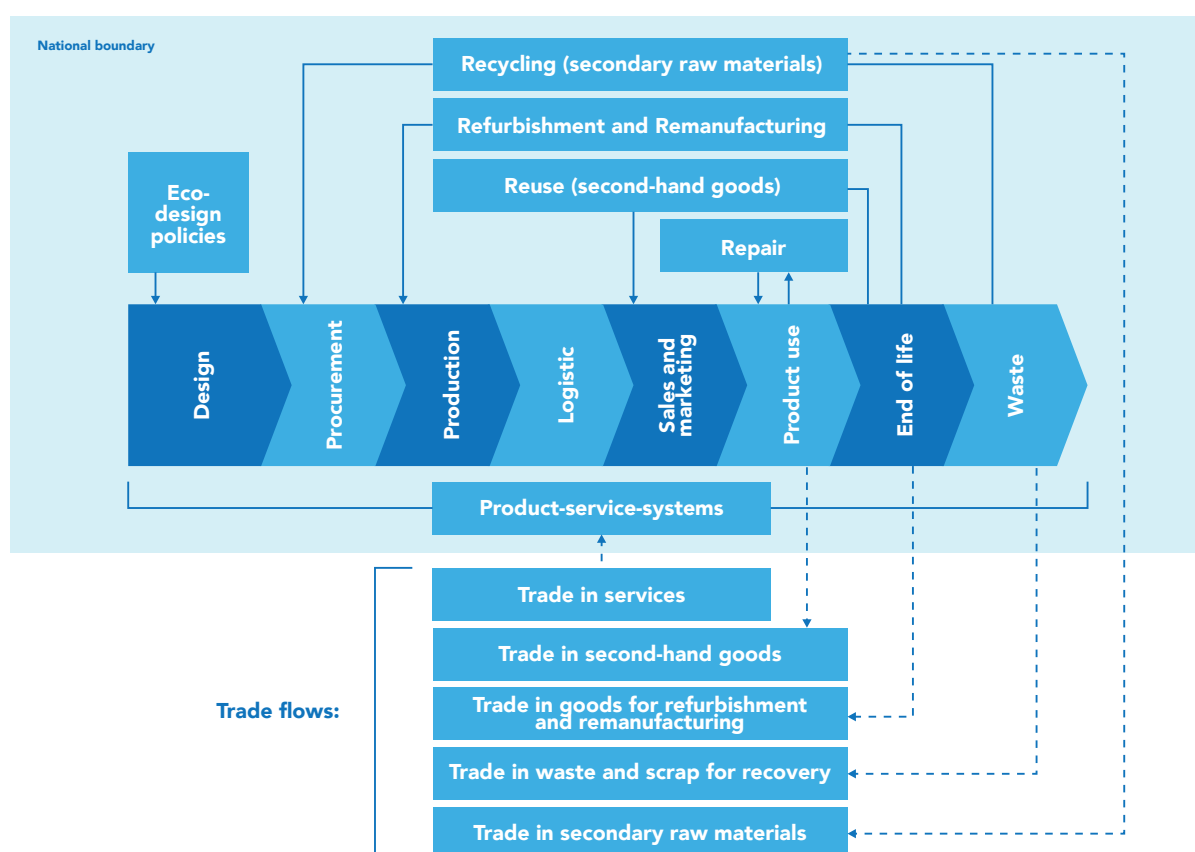 National boundary
Recycling (secondary raw materials)
Refurbishment and Remanufacturing
Reuse (second-hand goods)
Eco-
design
policies
Repair
Design
Procurement
Production
Logistic
Sales and
marketing
Product use
End of life
Waste
Product-service-systems
Trade in services
Trade in second-hand goods
Trade flows:
Trade in goods for refurbishment
and remanufacturing
Trade in waste and scrap for recovery
Trade in secondary raw materials